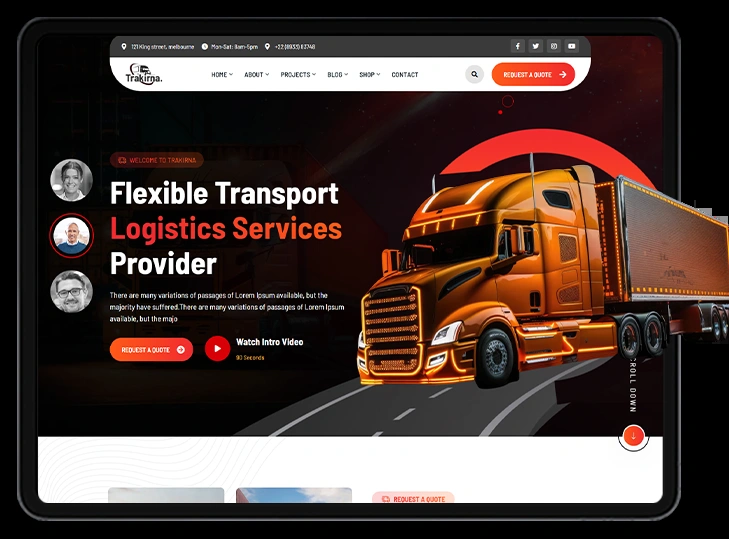 121 King street, melbourne
Mon-Sat: 8am-5pm
+22 (8933) 83746
Trakirna.
HOME
ABOUT
PROJECTS
BLOG
SHOP
CONTACT
REQUEST A QUOTE
WELCOME TO TRAKIRNA
Flexible Transport
Logistics Services
Provider
There are many variations of passages of Lorem Ipsum available, but the
majority have suffered.There are many variations of passages of Lorem Ipsum
available, but the majo
REQUEST A QUOTE
Watch Intro Video
90 Seconds
SCROLL DOWN
REQUEST A QUOTE